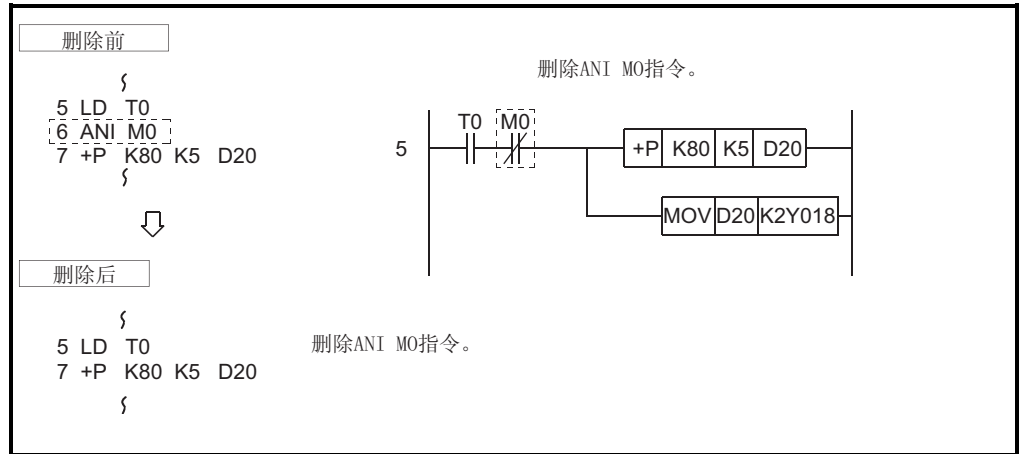 删除前
删除ANI MO指令。
5 LD T0
6 ANI M0
7 +P K80 K5 D20
T0 M0
5 +P K80 K5 D20
MOV D20 K2Y018
删除后
5 LD T0
7 +P K80 K5 D20
删除ANI MO指令。